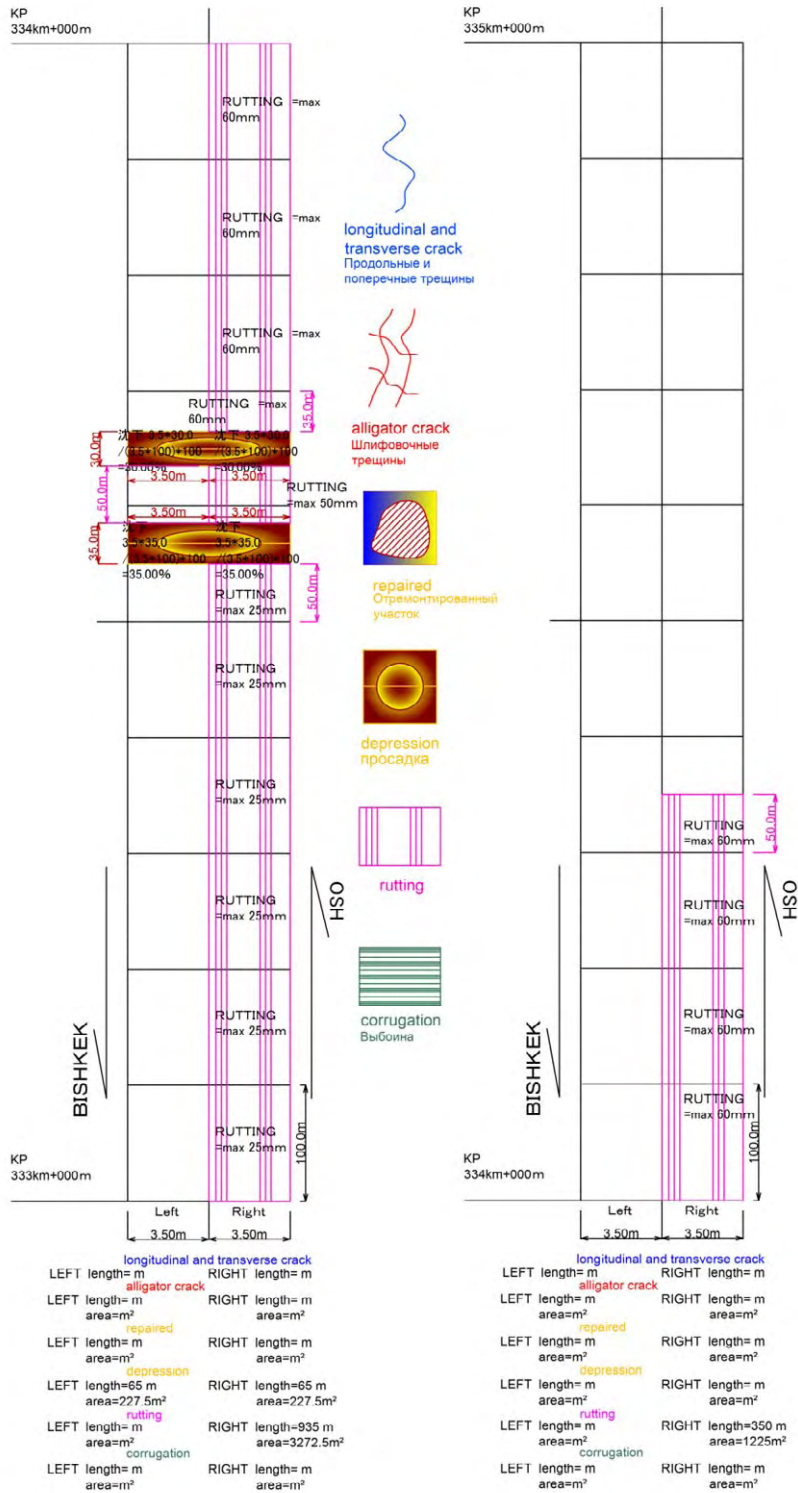 KP
334km+000m
RUTTING =max
60mm
RUTTING =max
60mm
RUTTING =max
60mm
RUTTING =max
60mm
35.0m
30.0m
沈下 3.5*30.0
/(3.5*100)*100
=30.00%
沈下 3.5*30.0
/(3.5*100)*100
=30.00%
3.50m
3.50m
50.0m
RUTTING
=max 50mm
3.50m
3.50m
35.0m
沈下
3.5*35.0
/(3.5*100)*100
=35.00%
沈下
3.5*35.0
/(3.5*100)*100
=35.00%
50.0m
RUTTING
=max 25mm
RUTTING
=max 25mm
RUTTING
=max 25mm
RUTTING
=max 25mm
RUTTING
=max 25mm
RUTTING
=max 25mm
BISHKEK
HSO
100.0m
KP
333km+000m
Left
Right
3.50m
3.50m
longitudinal and transverse crack
LEFT length= m
RIGHT length= m
alligator crack
LEFT length= m
RIGHT length= m
area=m²
area=m²
repaired
LEFT length= m
RIGHT length= m
area=m²
area=m²
depression
LEFT length=65 m
RIGHT length=65 m
area=227.5m²
area=227.5m²
rutting
LEFT length= m
RIGHT length=935 m
area=m²
area=3272.5m²
corrugation
LEFT length= m
RIGHT length= m
area=m²
area=m²
longitudinal and
transverse crack
Продольные и
поперечные трещины
alligator crack
Шлифовочные
трещины
repaired
Отремонтированный
участок
depression
просадка
rutting
corrugation
Выбоина
KP
335km+000m
50.0m
RUTTING
=max 60mm
RUTTING
=max 60mm
RUTTING
=max 60mm
RUTTING
=max 60mm
BISHKEK
HSO
100.0m
KP
334km+000m
Left
Right
3.50m
3.50m
longitudinal and transverse crack
LEFT length= m
RIGHT length= m
alligator crack
LEFT length= m
RIGHT length= m
area=m²
area=m²
repaired
LEFT length= m
RIGHT length= m
area=m²
area=m²
depression
LEFT length= m
RIGHT length= m
area=m²
area=m²
rutting
LEFT length= m
RIGHT length=350 m
area=m²
area=1225m²
corrugation
LEFT length= m
RIGHT length= m
area=m²
area=m²